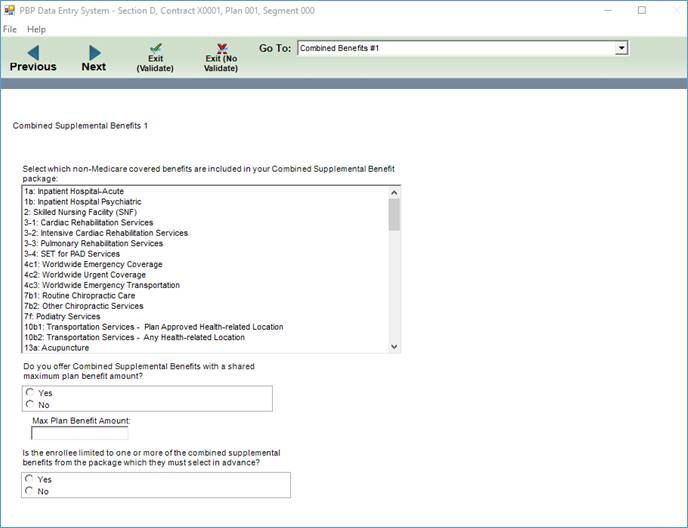 PBP Data Entry System - Section D, Contract X0001, Plan 001, Segment 000
File Help
Previous
Next
Exit
(Validate)
Exit (No
Validate)
Go To:
Combined Benefits #1
Combined Supplemental Benefits 1
Select which non-Medicare covered benefits are included in your Combined Supplemental Benefit
package:
1a: Inpatient Hospital-Acute
1b: Inpatient Hospital Psychiatric
2: Skilled Nursing Facility (SNF)
3-1: Cardiac Rehabilitation Services
3-2: Intensive Cardiac Rehabilitation Services
3-3: Pulmonary Rehabilitation Services
3-4: SET for PAD Services
4c1: Worldwide Emergency Coverage
4c2: Worldwide Urgent Coverage
4c3: Worldwide Emergency Transportation
7b1: Routine Chiropractic Care
7b2: Other Chiropractic Services
7f: Podiatry Services
10b1: Transportation Services - Plan Approved Health-related Location
10b2: Transportation Services - Any Health-related Location
13a: Acupuncture
Do you offer Combined Supplemental Benefits with a shared
maximum plan benefit amount?
Yes
No
Max Plan Benefit Amount:
Is the enrollee limited to one or more of the combined supplemental
benefits from the package which they must select in advance?
Yes
No